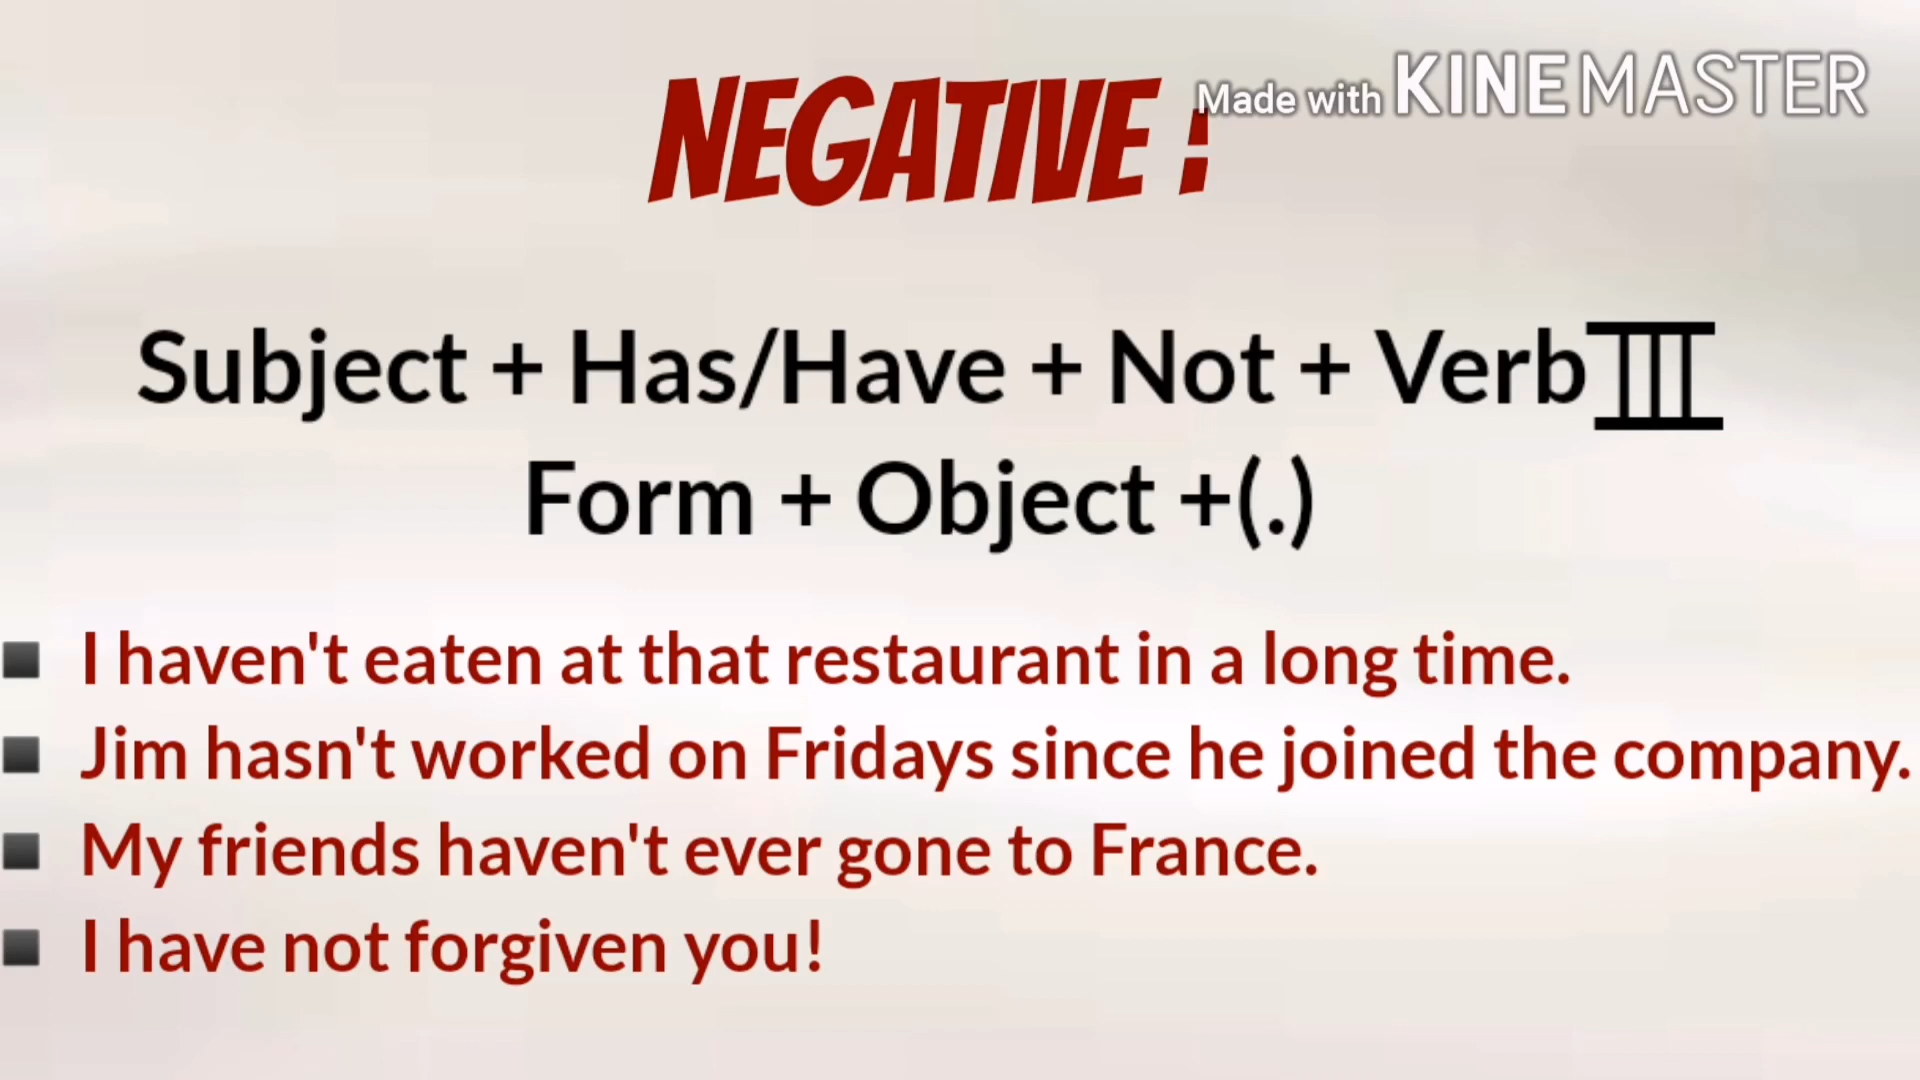 NEGATIVE :
Made with KINEMASTER
Subject + Has/Have + Not + VerbIII
Form + Object +(.)
▪ I haven't eaten at that restaurant in a long time.
▪ Jim hasn't worked on Fridays since he joined the company.
▪ My friends haven't ever gone to France.
▪ I have not forgiven you!